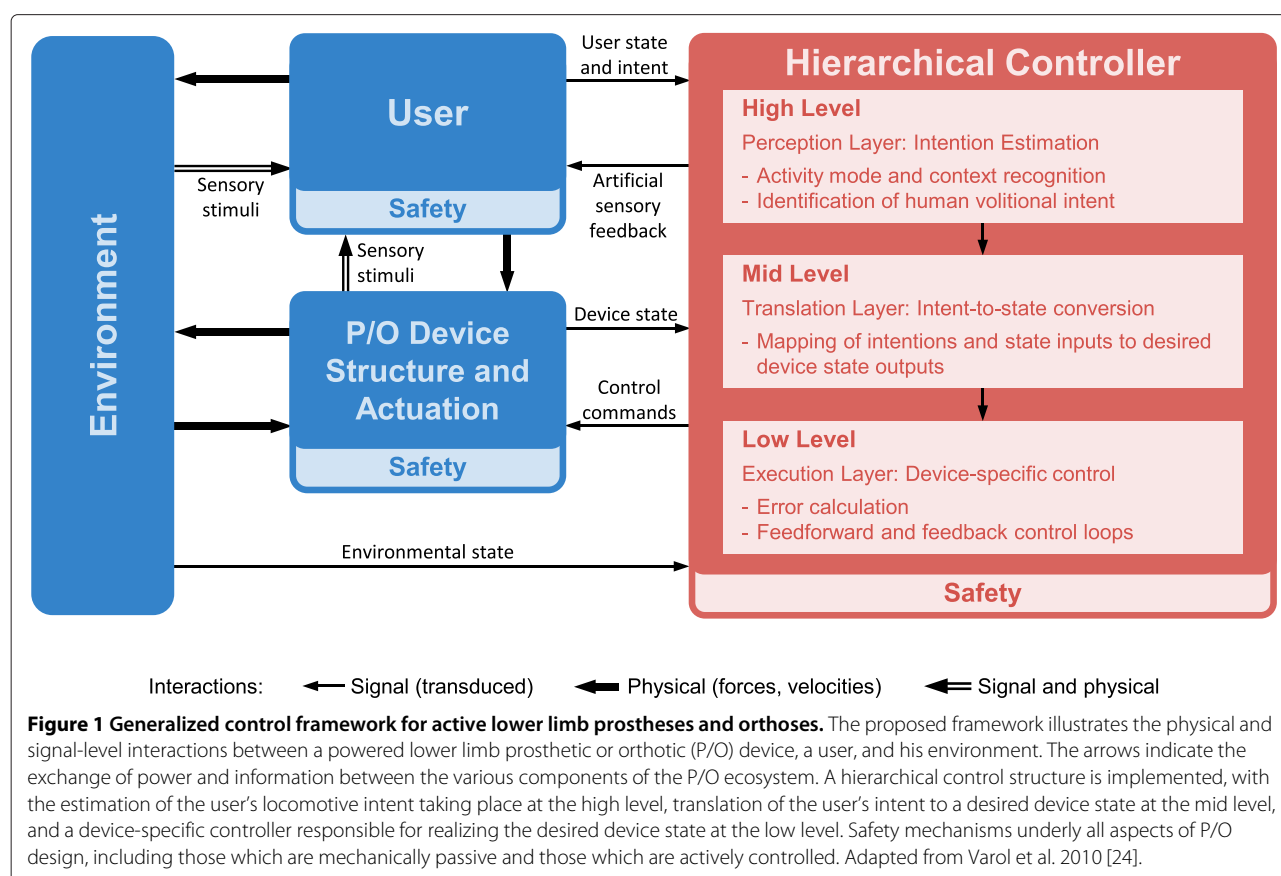 Environment
User
Safety
User state
and intent
Sensory
stimuli
Artificial
sensory
feedback
Sensory
stimuli
P/O Device
Structure and
Actuation
Safety
Device state
Control
commands
Environmental state
Hierarchical Controller
High Level
Perception Layer: Intention Estimation
- Activity mode and context recognition
- Identification of human volitional intent
Mid Level
Translation Layer: Intent-to-state conversion
- Mapping of intentions and state inputs to desired
device state outputs
Low Level
Execution Layer: Device-specific control
- Error calculation
- Feedforward and feedback control loops
Safety
Interactions: Signal (transduced) Physical (forces, velocities) Signal and physical
Figure 1 Generalized control framework for active lower limb prostheses and orthoses. The proposed framework illustrates the physical and
signal-level interactions between a powered lower limb prosthetic or orthotic (P/O) device, a user, and his environment. The arrows indicate the
exchange of power and information between the various components of the P/O ecosystem. A hierarchical control structure is implemented, with
the estimation of the user's locomotive intent taking place at the high level, translation of the user's intent to a desired device state at the mid level,
and a device-specific controller responsible for realizing the desired device state at the low level. Safety mechanisms underly all aspects of P/O
design, including those which are mechanically passive and those which are actively controlled. Adapted from Varol et al. 2010 [24].